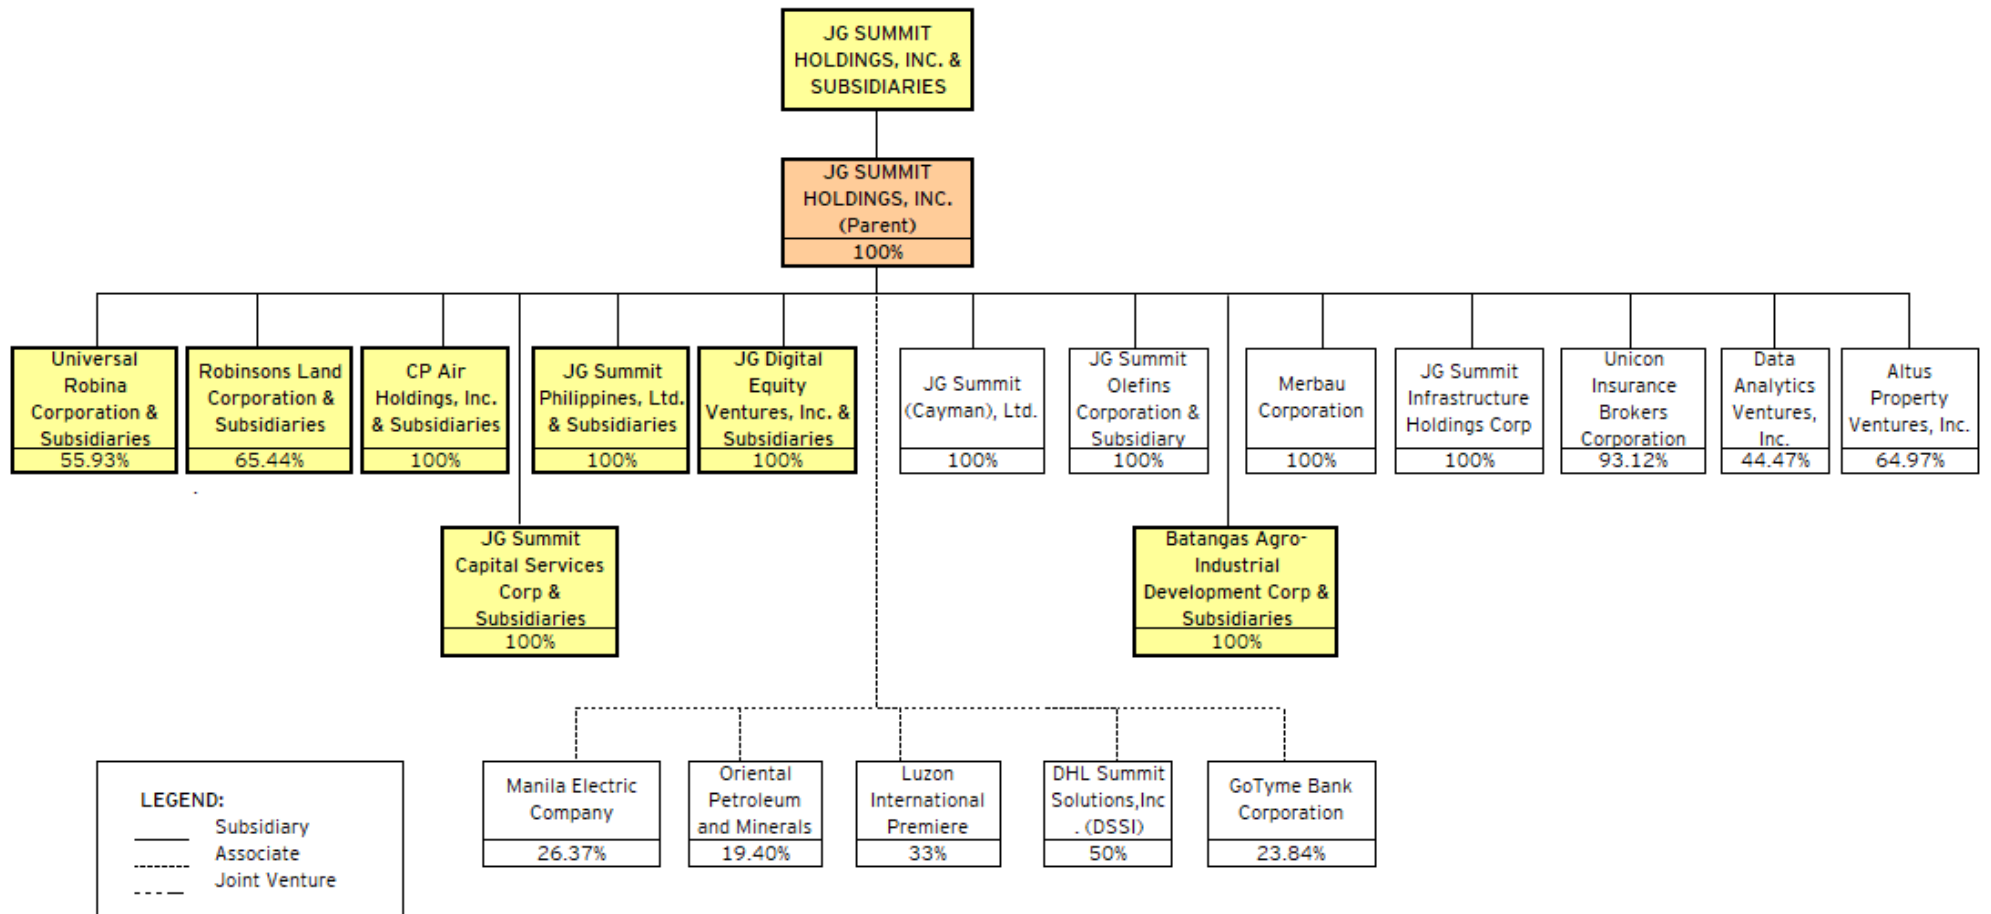 JG SUMMIT
HOLDINGS, INC. &
SUBSIDIARIES
JG SUMMIT
HOLDINGS, INC.
(Parent)
100%
Universal
Robina
Corporation &
Subsidiaries
55.93%
Robinsons Land
Corporation &
Subsidiaries
65.44%
CP Air
Holdings, Inc.
& Subsidiaries
100%
JG Summit
Philippines, Ltd.
& Subsidiaries
100%
JG Digital
Equity
Ventures, Inc. &
Subsidiaries
100%
JG Summit
(Cayman), Ltd.
100%
JG Summit
Olefins
Corporation &
Subsidiary
100%
Merbau
Corporation
100%
JG Summit
Infrastructure
Holdings Corp
100%
Unicon
Insurance
Brokers
Corporation
93.12%
Data
Analytics
Ventures,
Inc.
44.47%
Altus
Property
Ventures, Inc.
64.97%
JG Summit
Capital Services
Corp &
Subsidiaries
100%
Batangas Agro-
Industrial
Development Corp &
Subsidiaries
100%
Manila Electric
Company
26.37%
Oriental
Petroleum
and Minerals
19.40%
Luzon
International
Premiere
33%
DHL Summit
Solutions,Inc
. (DSSI)
50%
GoTyme Bank
Corporation
23.84%
LEGEND:
Subsidiary
Associate
Joint Venture